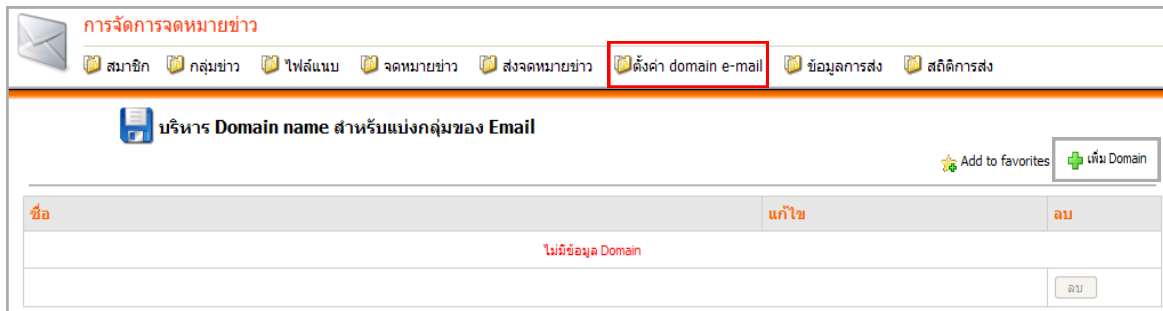 การจัดการจดหมายข่าว
สมาชิก กลุ่มข่าว ไฟล์แนบ จดหมายข่าว ส่งจดหมายข่าว ตั้งค่า domain e-mail ข้อมูลการส่ง สถิติการส่ง
บริหาร Domain name สำหรับแบ่งกลุ่มของ Email
Add to favorites เพิ่ม Domain
ชื่อ แก้ไข ลบ
ไม่มีข้อมูล Domain
ลบ